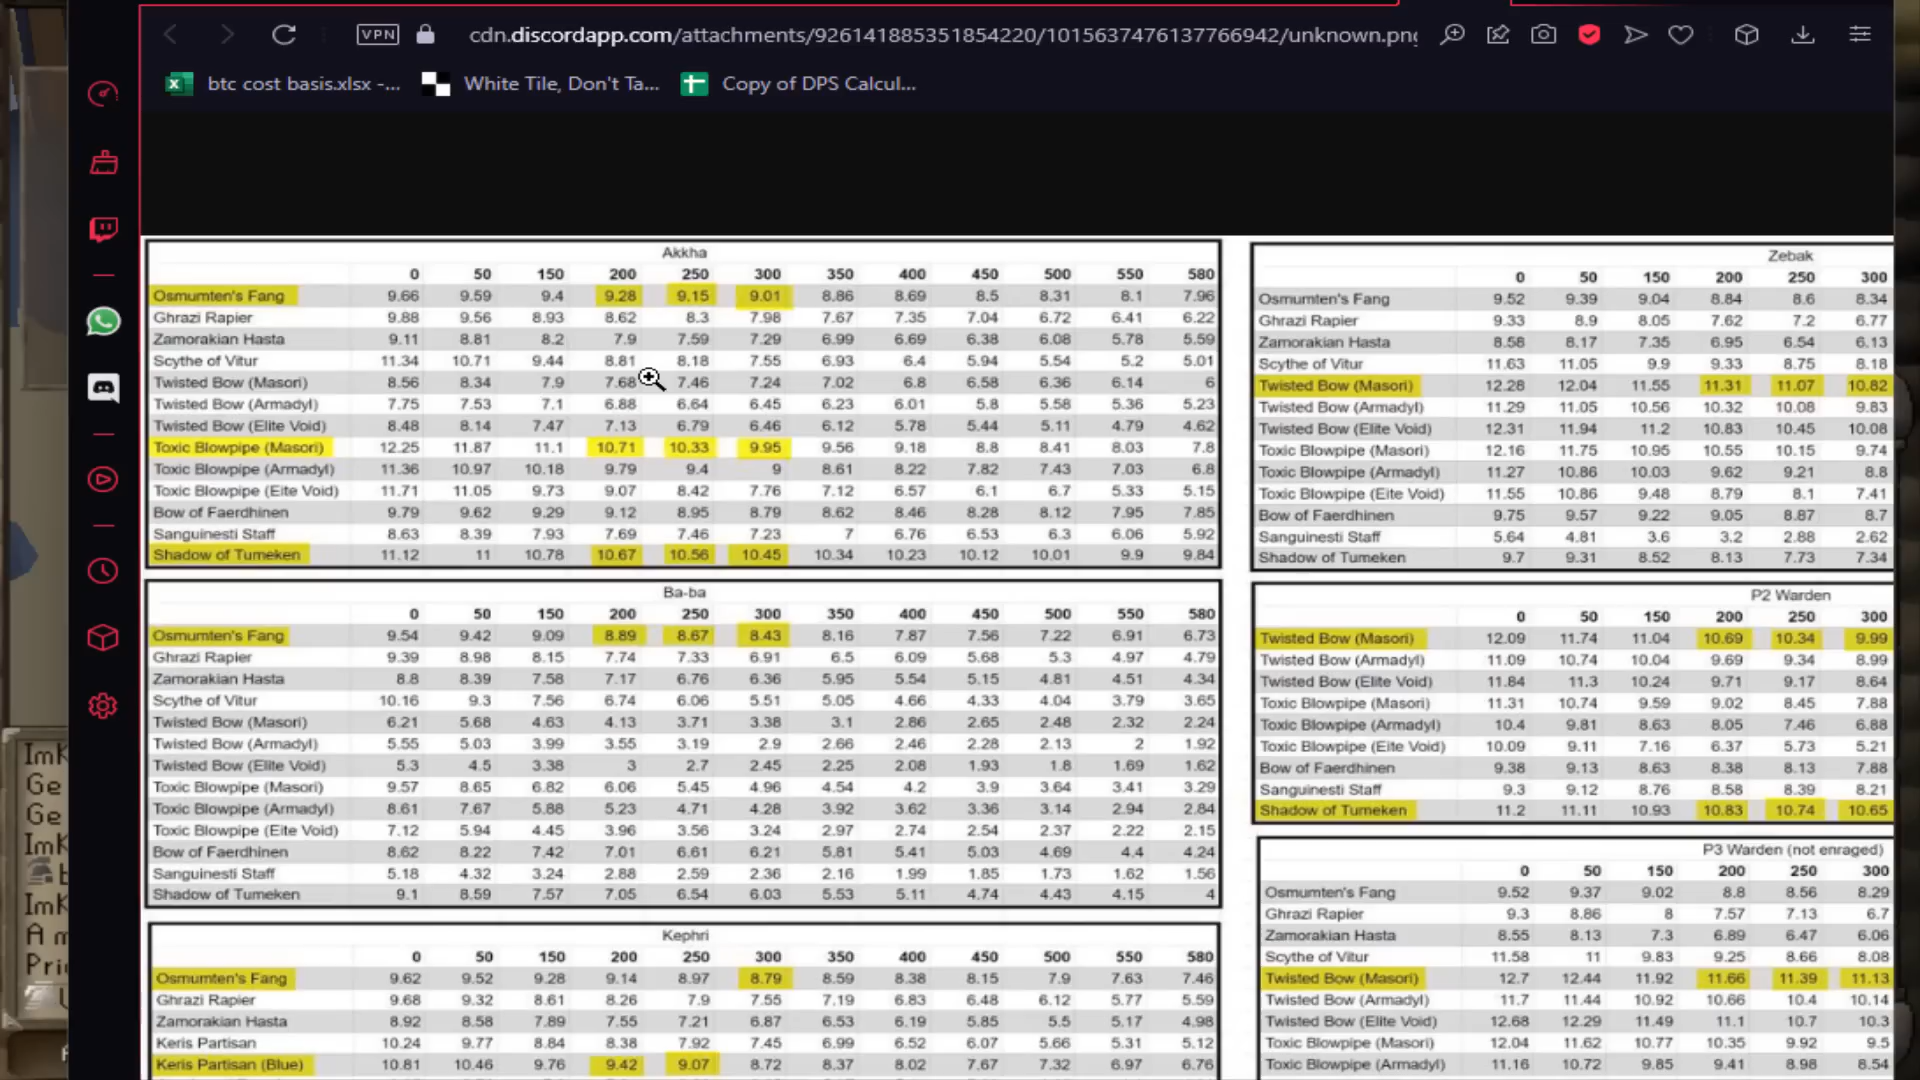 VPN cdn.discordapp.com/attachments/926141885351854220/1015637476137766942/unknown.png
btc cost basis.xlsx -... White Tile, Don't Ta... Copy of DPS Calcul...
Akkha
0 50 150 200 250 300 350 400 450 500 550 580
Osmumten's Fang 9.66 9.59 9.4 9.28 9.15 9.01 8.86 8.69 8.5 8.31 8.1 7.96
Ghrazi Rapier 9.88 9.56 8.93 8.62 8.3 7.98 7.67 7.35 7.04 6.72 6.41 6.22
Zamorakian Hasta 9.11 8.81 8.2 7.9 7.59 7.29 6.99 6.69 6.38 6.08 5.78 5.59
Scythe of Vitur 11.34 10.71 9.44 8.81 8.18 7.55 6.93 6.4 5.94 5.54 5.2 5.01
Twisted Bow (Masori) 8.56 8.34 7.9 7.68 7.46 7.24 7.02 6.8 6.58 6.36 6.14 6
Twisted Bow (Armadyl) 7.75 7.53 7.1 6.88 6.64 6.45 6.23 6.01 5.8 5.58 5.36 5.23
Twisted Bow (Elite Void) 8.48 8.14 7.47 7.13 6.79 6.46 6.12 5.78 5.44 5.11 4.79 4.62
Toxic Blowpipe (Masori) 12.25 11.87 11.1 10.71 10.33 9.95 9.56 9.18 8.8 8.41 8.03 7.8
Toxic Blowpipe (Armadyl) 11.36 10.97 10.18 9.79 9.4 9 8.61 8.22 7.82 7.43 7.03 6.8
Toxic Blowpipe (Eite Void) 11.71 11.05 9.73 9.07 8.42 7.76 7.12 6.57 6.1 6.7 5.33 5.15
Bow of Faerdhinen 9.79 9.62 9.29 9.12 8.95 8.79 8.62 8.46 8.28 8.12 7.95 7.85
Sanguinesti Staff 8.63 8.39 7.93 7.69 7.46 7.23 7 6.76 6.53 6.3 6.06 5.92
Shadow of Tumeken 11.12 11 10.78 10.67 10.56 10.45 10.34 10.23 10.12 10.01 9.9 9.84
Ba-ba
0 50 150 200 250 300 350 400 450 500 550 580
Osmumten's Fang 9.54 9.42 9.09 8.89 8.67 8.43 8.16 7.87 7.56 7.22 6.91 6.73
Ghrazi Rapier 9.39 8.98 8.15 7.74 7.33 6.91 6.5 6.09 5.68 5.3 4.97 4.79
Zamorakian Hasta 8.8 8.39 7.58 7.17 6.76 6.36 5.95 5.54 5.15 4.81 4.51 4.34
Scythe of Vitur 10.16 9.3 7.56 6.74 6.06 5.51 5.05 4.66 4.33 4.04 3.79 3.65
Twisted Bow (Masori) 6.21 5.68 4.63 4.13 3.71 3.38 3.1 2.86 2.65 2.48 2.32 2.24
Twisted Bow (Armadyl) 5.55 5.03 3.99 3.55 3.19 2.9 2.66 2.46 2.28 2.13 2 1.92
Twisted Bow (Elite Void) 5.3 4.5 3.38 3 2.7 2.45 2.25 2.08 1.93 1.8 1.69 1.62
Toxic Blowpipe (Masori) 9.57 8.65 6.82 6.06 5.45 4.96 4.54 4.2 3.9 3.64 3.41 3.29
Toxic Blowpipe (Armadyl) 8.61 7.67 5.88 5.23 4.71 4.28 3.92 3.62 3.36 3.14 2.94 2.84
Toxic Blowpipe (Eite Void) 7.12 5.94 4.45 3.96 3.56 3.24 2.97 2.74 2.54 2.37 2.22 2.15
Bow of Faerdhinen 8.62 8.22 7.42 7.01 6.61 6.21 5.81 5.41 5.03 4.69 4.4 4.24
Sanguinesti Staff 5.18 4.32 3.24 2.88 2.59 2.36 2.16 1.99 1.85 1.73 1.62 1.56
Shadow of Tumeken 9.1 8.59 7.57 7.05 6.54 6.03 5.53 5.11 4.74 4.43 4.15 4
Kephri
0 50 150 200 250 300 350 400 450 500 550 580
Osmumten's Fang 9.62 9.52 9.28 9.14 8.97 8.79 8.59 8.38 8.15 7.9 7.63 7.46
Ghrazi Rapier 9.68 9.32 8.61 8.26 7.9 7.55 7.19 6.83 6.48 6.12 5.77 5.59
Zamorakian Hasta 8.92 8.58 7.89 7.55 7.21 6.87 6.53 6.19 5.85 5.5 5.17 4.98
Keris Partisan 10.24 9.77 8.84 8.38 7.92 7.45 6.99 6.52 6.07 5.66 5.31 5.12
Keris Partisan (Blue) 10.81 10.46 9.76 9.42 9.07 8.72 8.37 8.02 7.67 7.32 6.97 6.76
Zebak
0 50 150 200 250 300
Osmumten's Fang 9.52 9.39 9.04 8.84 8.6 8.34
Ghrazi Rapier 9.33 8.9 8.05 7.62 7.2 6.77
Zamorakian Hasta 8.58 8.17 7.35 6.95 6.54 6.13
Scythe of Vitur 11.63 11.05 9.9 9.33 8.75 8.18
Twisted Bow (Masori) 12.28 12.04 11.55 11.31 11.07 10.82
Twisted Bow (Armadyl) 11.29 11.05 10.56 10.32 10.08 9.83
Twisted Bow (Elite Void) 12.31 11.94 11.2 10.83 10.45 10.08
Toxic Blowpipe (Masori) 12.16 11.75 10.95 10.55 10.15 9.74
Toxic Blowpipe (Armadyl) 11.27 10.86 10.03 9.62 9.21 8.8
Toxic Blowpipe (Eite Void) 11.55 10.86 9.48 8.79 8.1 7.41
Bow of Faerdhinen 9.75 9.57 9.22 9.05 8.87 8.7
Sanguinesti Staff 5.64 4.81 3.6 3.2 2.88 2.62
Shadow of Tumeken 9.7 9.31 8.52 8.13 7.73 7.34
P2 Warden
0 50 150 200 250 300
Twisted Bow (Masori) 12.09 11.74 11.04 10.69 10.34 9.99
Twisted Bow (Armadyl) 11.09 10.74 10.04 9.69 9.34 8.99
Twisted Bow (Elite Void) 11.84 11.3 10.24 9.71 9.17 8.64
Toxic Blowpipe (Masori) 11.31 10.74 9.59 9.02 8.45 7.88
Toxic Blowpipe (Armadyl) 10.4 9.81 8.63 8.05 7.46 6.88
Toxic Blowpipe (Eite Void) 10.09 9.11 7.16 6.37 5.73 5.21
Bow of Faerdhinen 9.38 9.13 8.63 8.38 8.13 7.88
Sanguinesti Staff 9.3 9.12 8.76 8.58 8.39 8.21
Shadow of Tumeken 11.2 11.11 10.93 10.83 10.74 10.65
P3 Warden (not enraged)
0 50 150 200 250 300
Osmumten's Fang 9.52 9.37 9.02 8.8 8.56 8.29
Ghrazi Rapier 9.3 8.86 8 7.57 7.13 6.7
Zamorakian Hasta 8.55 8.13 7.3 6.89 6.47 6.06
Scythe of Vitur 11.58 11 9.83 9.25 8.66 8.08
Twisted Bow (Masori) 12.7 12.44 11.92 11.66 11.39 11.13
Twisted Bow (Armadyl) 11.7 11.44 10.92 10.66 10.4 10.14
Twisted Bow (Elite Void) 12.68 12.29 11.49 11.1 10.7 10.3
Toxic Blowpipe (Masori) 12.04 11.62 10.77 10.35 9.92 9.5
Toxic Blowpipe (Armadyl) 11.16 10.72 9.85 9.41 8.98 8.54
ImK
Ge
Ge
ImK
ImK
A m
Pri